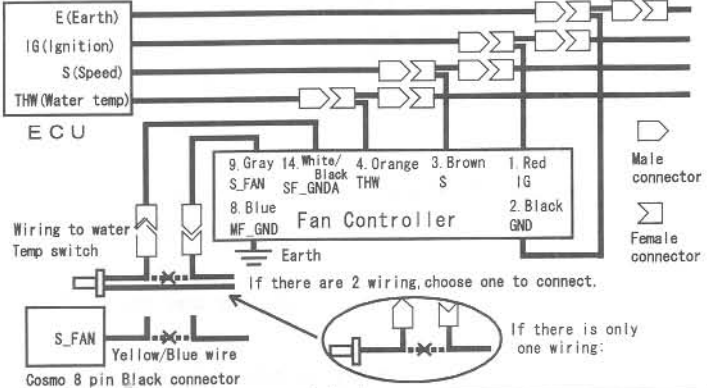 E(Earth)
IG(Ignition)
S(Speed)
THW(Water temp)
ECU
9.Gray
S_FAN
14.White/
Black
SF_GNDA
4.Orange
THW
3.Brown
S
1.Red
IG
8.Blue
MF_GND
Fan Controller
2.Black
GND
Male
connector
Female
connector
Wiring to water
Temp switch
Earth
If there are 2 wiring,choose one to connect.
S_FAN
Yellow/Blue wire
Cosmo 8 pin Black connector
If there is only
one wiring: